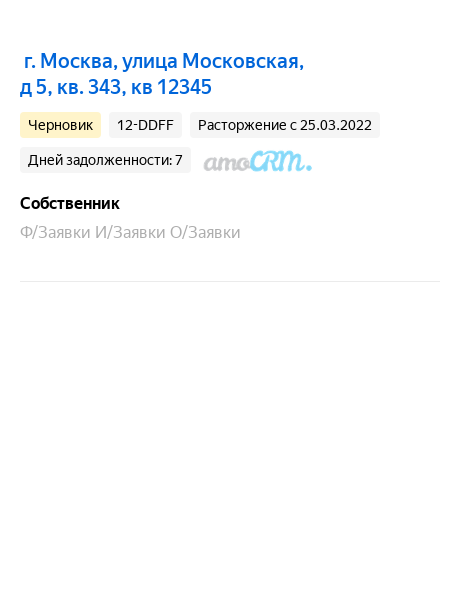 г. Москва, улица Московская,
д 5, кв. 343, кв 12345
Черновик 12-DDFF Расторжение с 25.03.2022
Дней задолженности: 7 amoCRM.
Собственник
Ф/Заявки И/Заявки О/Заявки